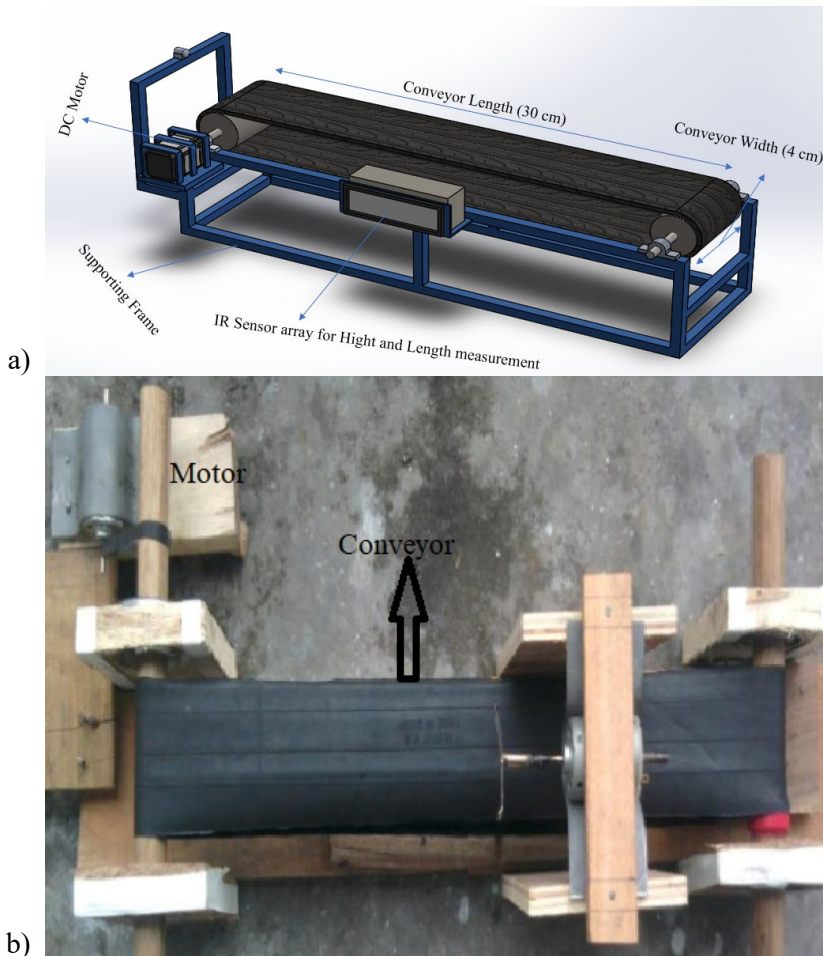 Conveyor Length (30 cm)
DC Motor
Conveyor Width (4 cm)
Supporting Frame
IR Sensor array for Hight and Length measurement
a)
Motor
Conveyor
b)